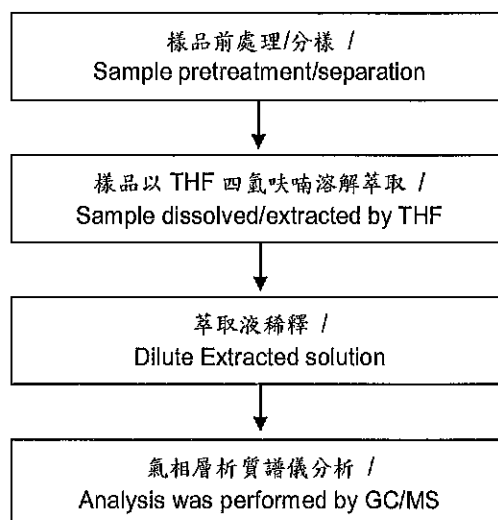 樣品前處理/分樣 /
Sample pretreatment/separation
樣品以 THF 四氫呋喃溶解萃取 /
Sample dissolved/extracted by THF
萃取液稀釋 /
Dilute Extracted solution
氣相層析質譜儀分析 /
Analysis was performed by GC/MS